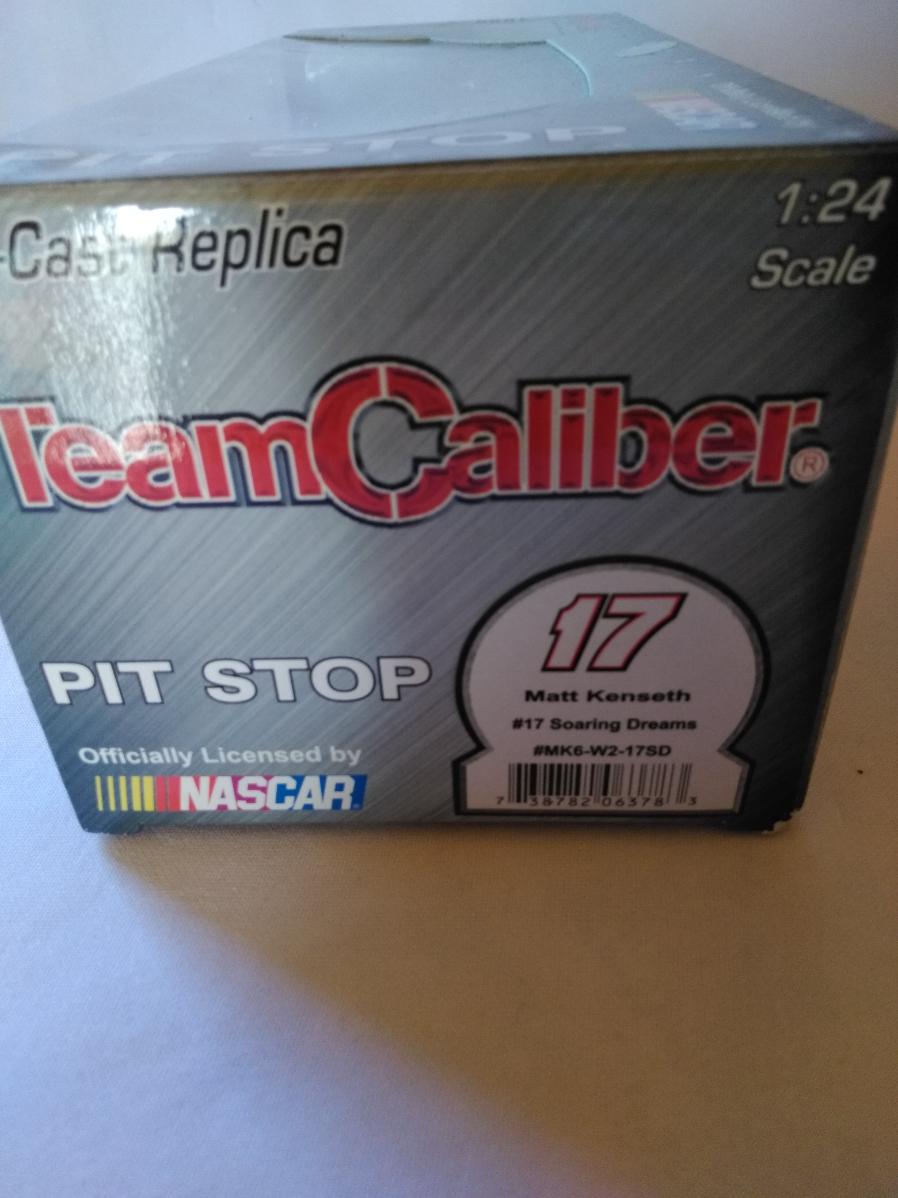 PIT STOP
-Cast Replica
1:24
Scale
TeamCaliber®
17
Matt Kenseth
#17 Soaring Dreams
#MK6-W2-17SD
7 38782 06378 3
PIT STOP
Officially Licensed by
NASCAR